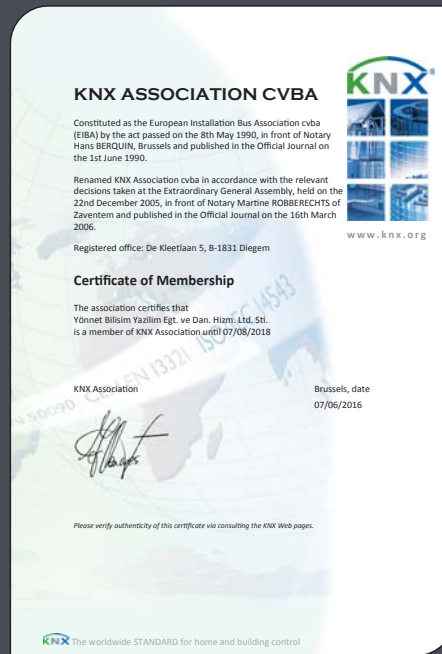 KNX®
KNX ASSOCIATION CVBA
Constituted as the European Installation Bus Association cvba
(EIBA) by the act passed on the 8th May 1990, in front of Notary
Hans BERQUIN, Brussels and published in the Official Journal on
the 1st June 1990.
Renamed KNX Association cvba in accordance with the relevant
decisions taken at the Extraordinary General Assembly, held on the
22nd December 2005, in front of Notary Martine ROBBERECHTS of
Zaventem and published in the Official Journal on the 16th March
2006.
www.knx.org
Registered office: De Kleetlaan 5, B-1831 Diegem
Certificate of Membership
The association certifies that
Yönnet Bilisim Yazilim Egt. ve Dan. Hizm. Ltd. Sti.
is a member of KNX Association until 07/08/2018
50090 13321 ISO/IEC 14543
KNX Association
Brussels, date
07/06/2016
Please verify authenticity of this certificate via consulting the KNX Web pages.
KNX The worldwide STANDARD for home and building control